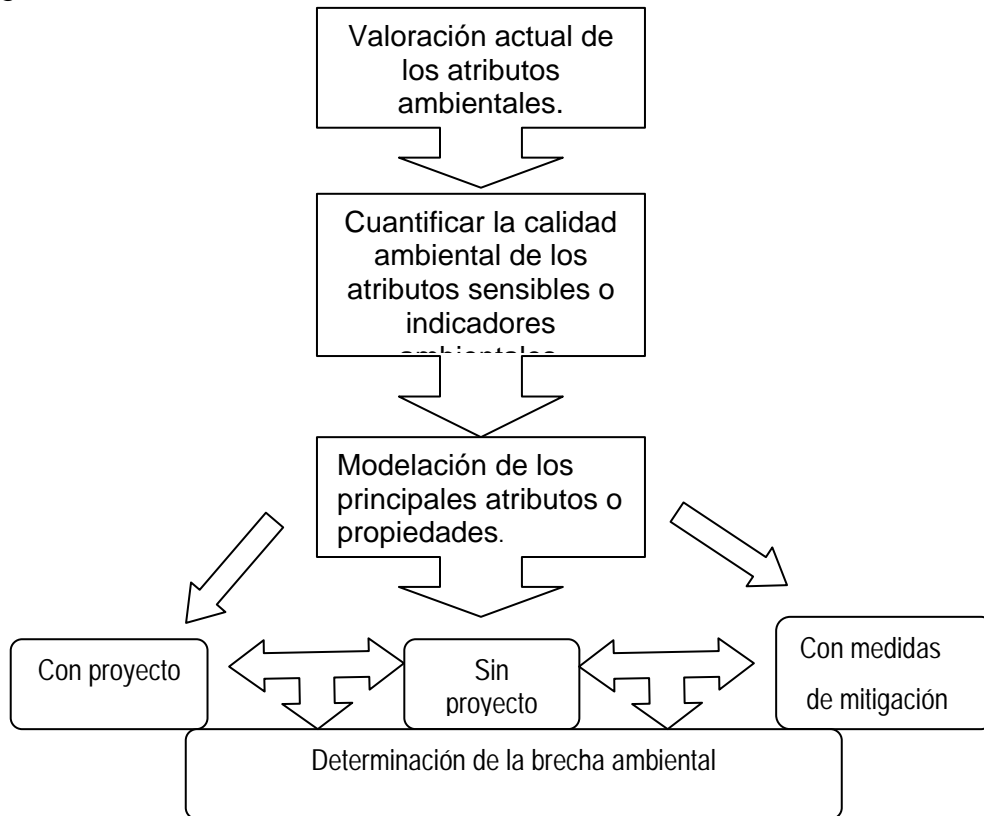 Valoración actual de
los atributos
ambientales.
Cuantificar la calidad
ambiental de los
atributos sensibles o
indicadores
Modelación de los
principales atributos o
propiedades.
Con proyecto
Sin
proyecto
Con medidas
de mitigación
Determinación de la brecha ambiental